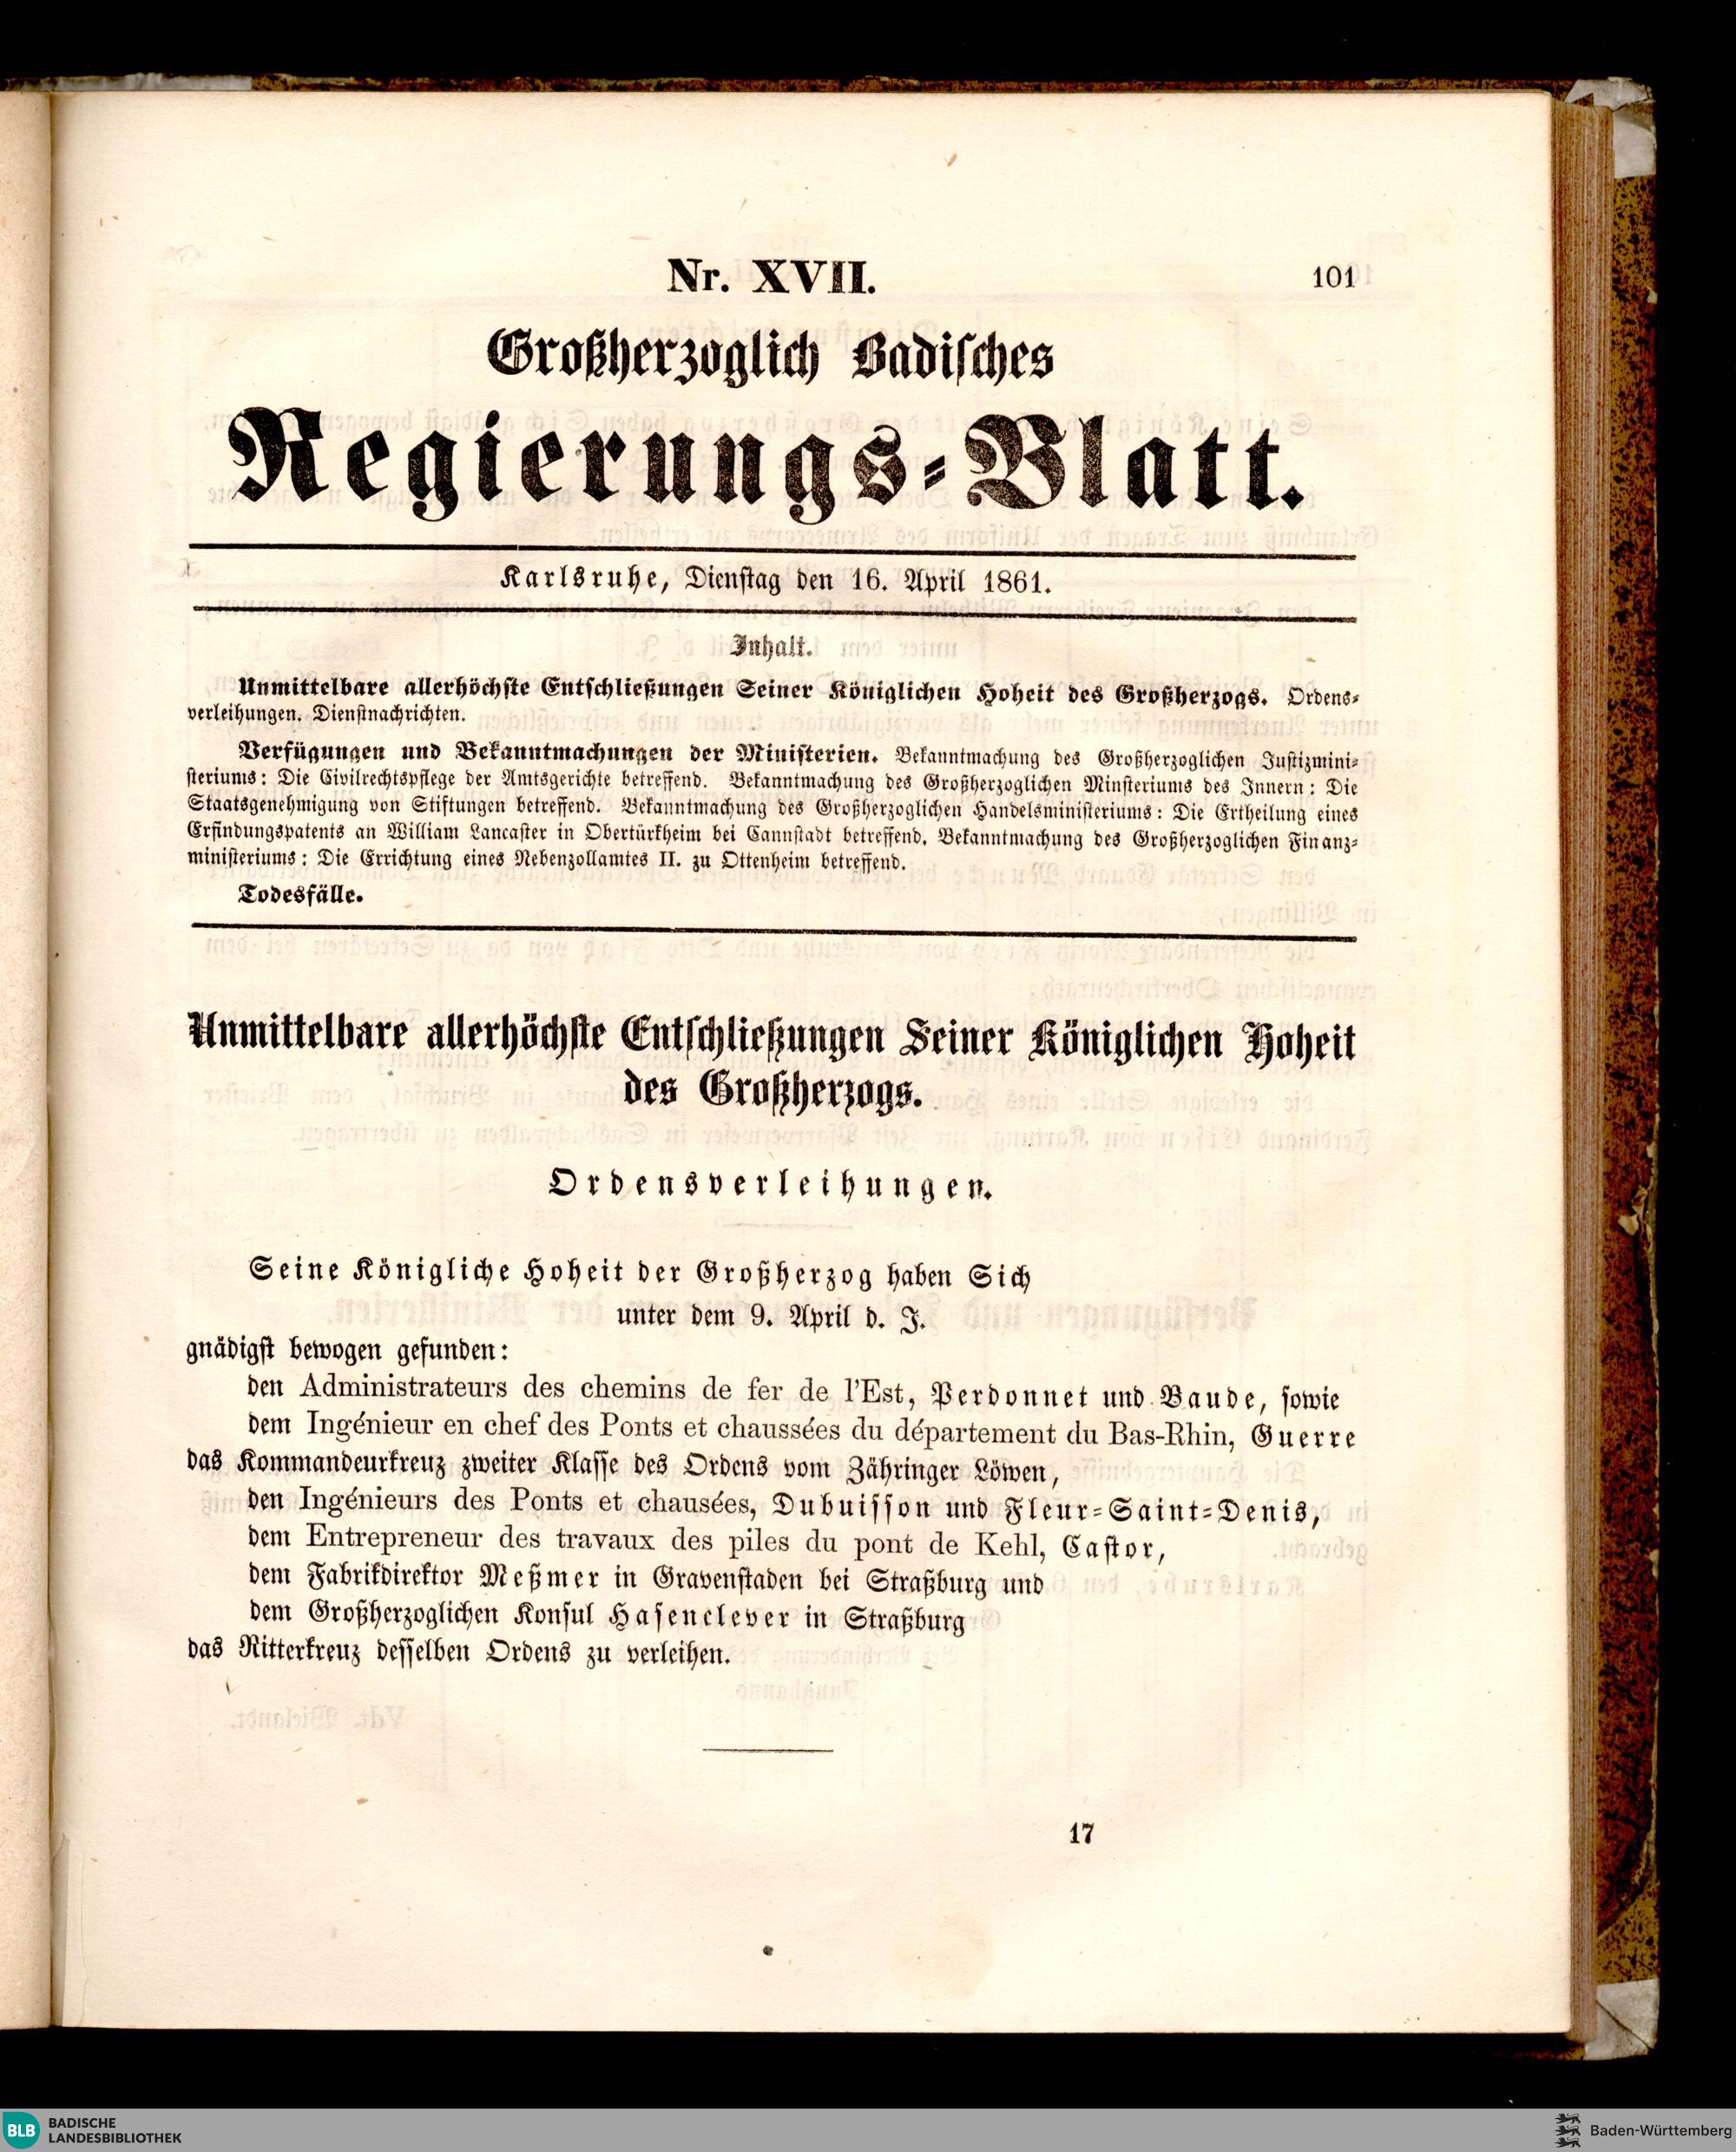 Nr. XVII.
101
Großherzoglich Badisches
Regierungs-Blatt.
Karlsruhe, Dienstag den 16. April 1861.
Inhalt.
Unmittelbare allerhöchste Entschließungen Seiner Königlichen Hoheit des Großherzogs. Ordens-
verleihungen. Dienstnachrichten.
Verfügungen und Bekanntmachungen der Ministerien. Bekanntmachung des Großherzoglichen Justizmini-
steriums: Die Civilrechtspflege der Amtsgerichte betreffend. Bekanntmachung des Großherzoglichen Minsteriums des Innern: Die
Staatsgenehmigung von Stiftungen betreffend. Bekanntmachung des Großherzoglichen Handelsministeriums: Die Ertheilung eines
Erfindungspatents an William Lancaster in Obertürkheim bei Cannstadt betreffend. Bekanntmachung des Großherzoglichen Finanz-
ministeriums: Die Errichtung eines Nebenzollamtes II. zu Ottenheim betreffend.
Todesfälle.
Unmittelbare allerhöchste Entschließungen Seiner Königlichen Hoheit
des Großherzogs.
Ordensverleihungen.
Seine Königliche Hoheit der Großherzog haben Sich
unter dem 9. April d. J.
gnädigst bewogen gefunden:
den Administrateurs des chemins de fer de l'Est, Perdonnet und Baude, sowie
dem Ingénieur en chef des Ponts et chaussées du département du Bas-Rhin, Guerre
das Kommandeurkreuz zweiter Klasse des Ordens vom Zähringer Löwen,
den Ingénieurs des Ponts et chausées, Dubuisson und Fleur-Saint-Denis,
dem Entrepreneur des travaux des piles du pont de Kehl, Castor,
dem Fabrikdirektor Meßmer in Gravenstaden bei Straßburg und
dem Großherzoglichen Konsul Hasenclever in Straßburg
das Ritterkreuz desselben Ordens zu verleihen.
17
BLB BADISCHE
LANDESBIBLIOTHEK
Baden-Württemberg